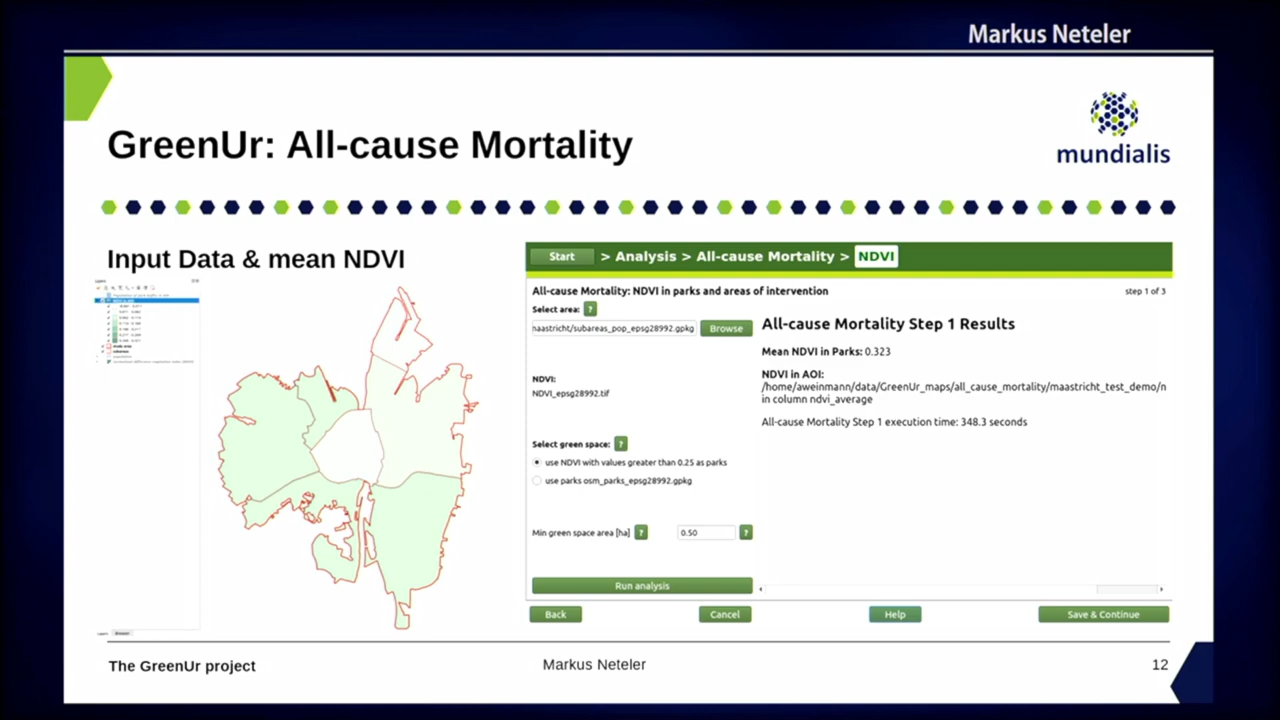 Markus Neteler
GreenUr: All-cause Mortality
mundialis
Input Data & mean NDVI
Start > Analysis > All-cause Mortality > NDVI
All-cause Mortality: NDVI in parks and areas of intervention
step 1 of 3
Select area: ?
naastricht/subareas_pop_epsg28992.gpkg Browse
NDVI:
NDVI_epsg28992.tif
Select green space: ?
use NDVI with values greater than 0.25 as parks
use parks osm_parks_epsg28992.gpkg
Min green space area [ha] ? 0.50 ?
Run analysis
All-cause Mortality Step 1 Results
Mean NDVI in Parks: 0.323
NDVI in AOI:
/home/aweinmann/data/GreenUr_maps/all_cause_mortality/maastricht_test_demo/n
in column ndvi_average
All-cause Mortality Step 1 execution time: 348.3 seconds
Back Cancel Help Save & Continue
The GreenUr project
Markus Neteler
12